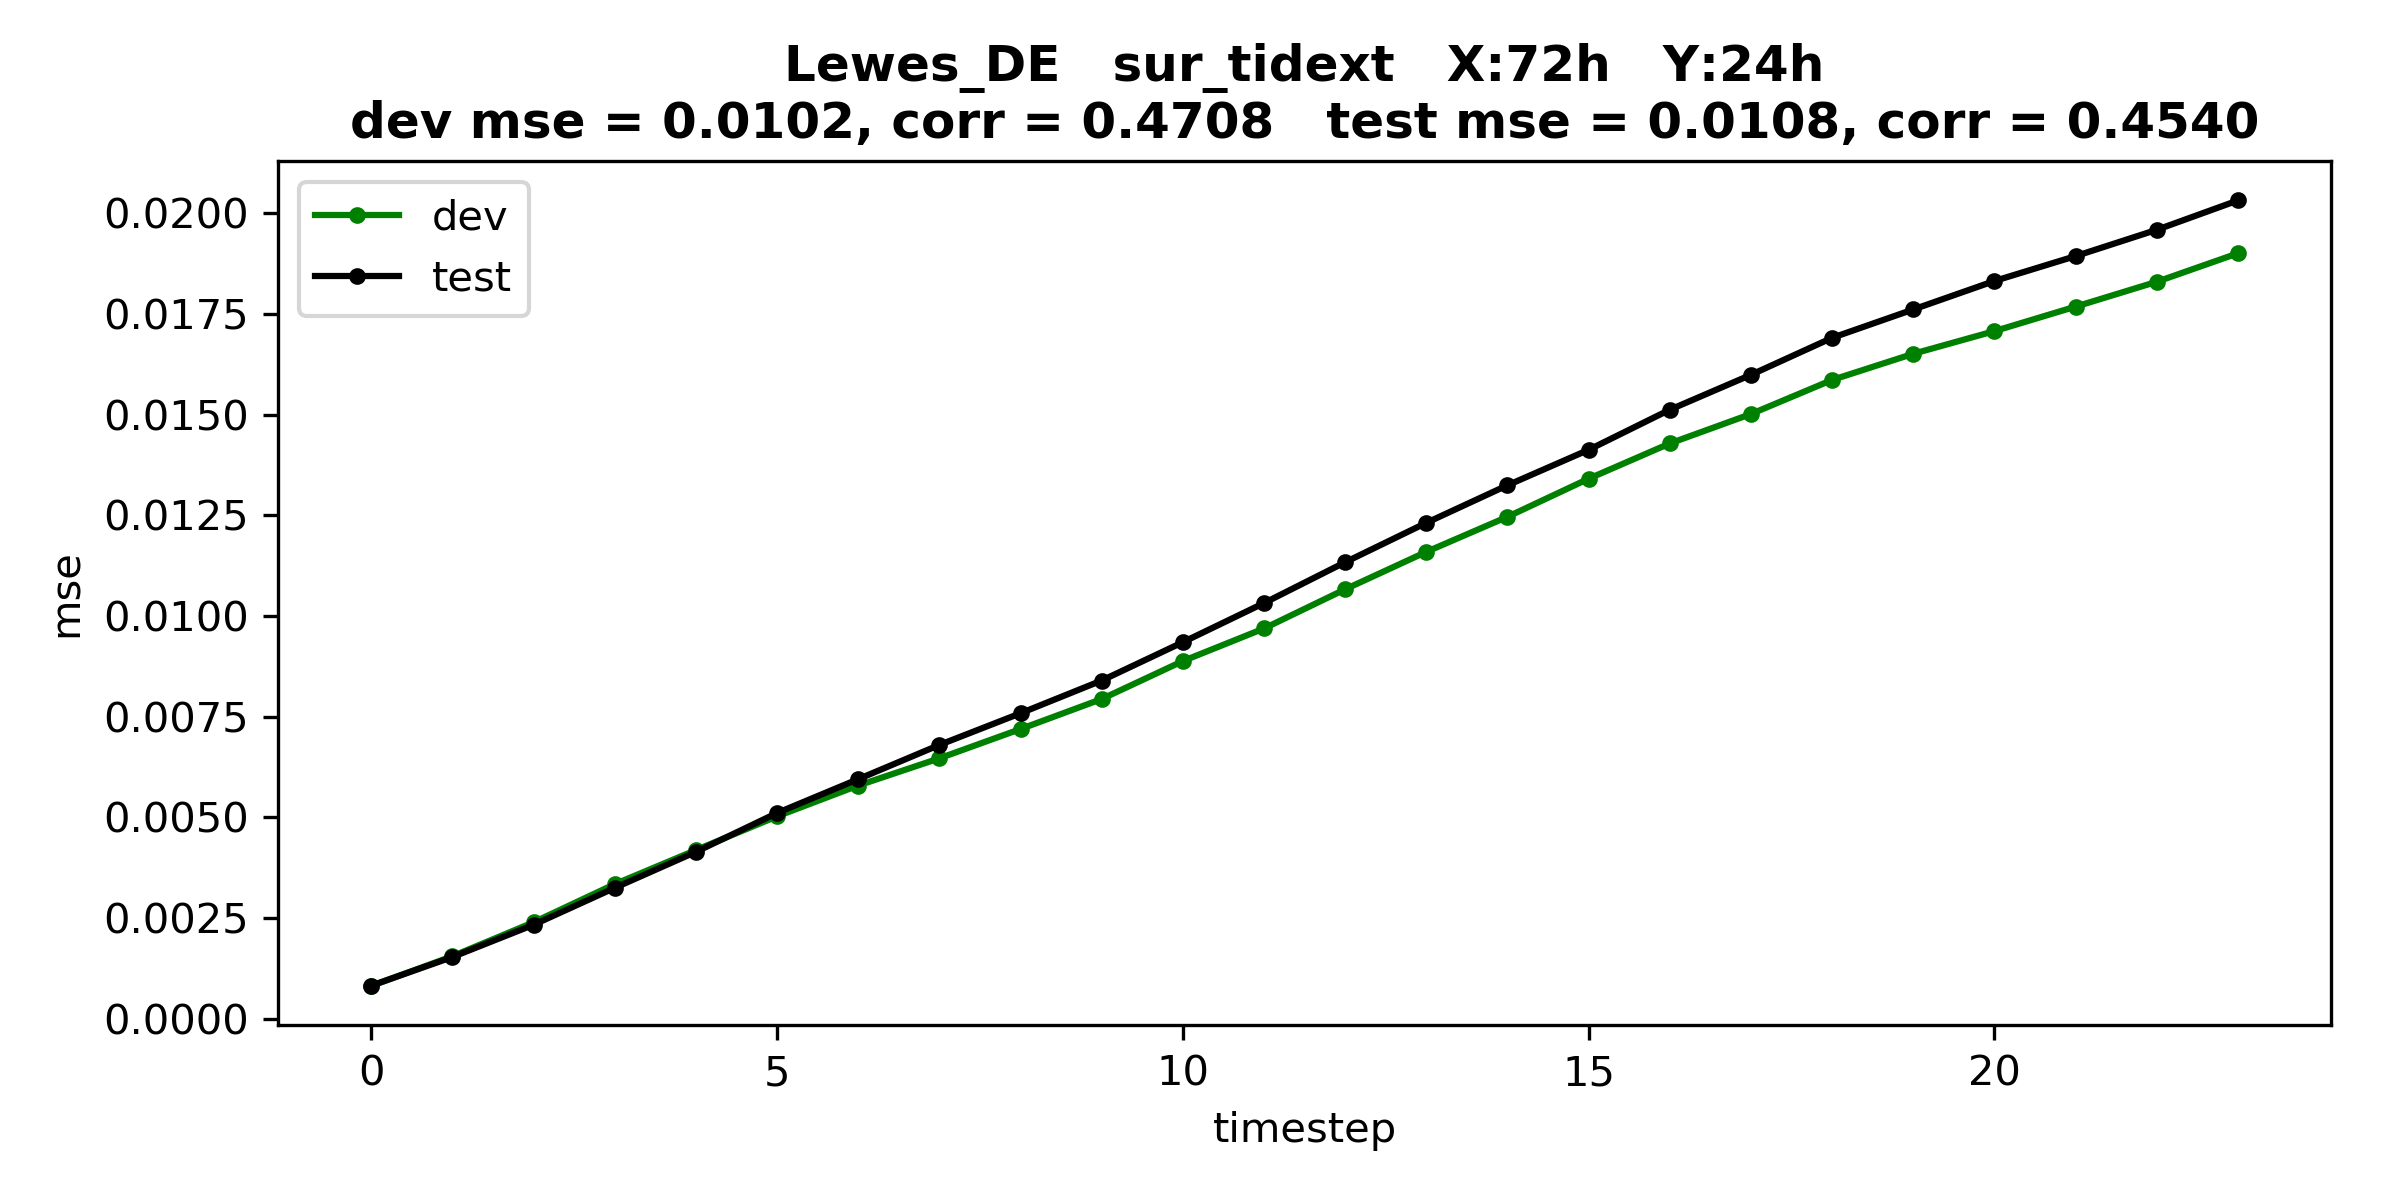 Lewes_DE   sur_tidext   X:72h   Y:24h
dev mse = 0.0102, corr = 0.4708   test mse = 0.0108, corr = 0.4540
dev
test
0.0200
0.0175
0.0150
0.0125
0.0100
0.0075
0.0050
0.0025
0.0000
mse
0 5 10 15 20
timestep